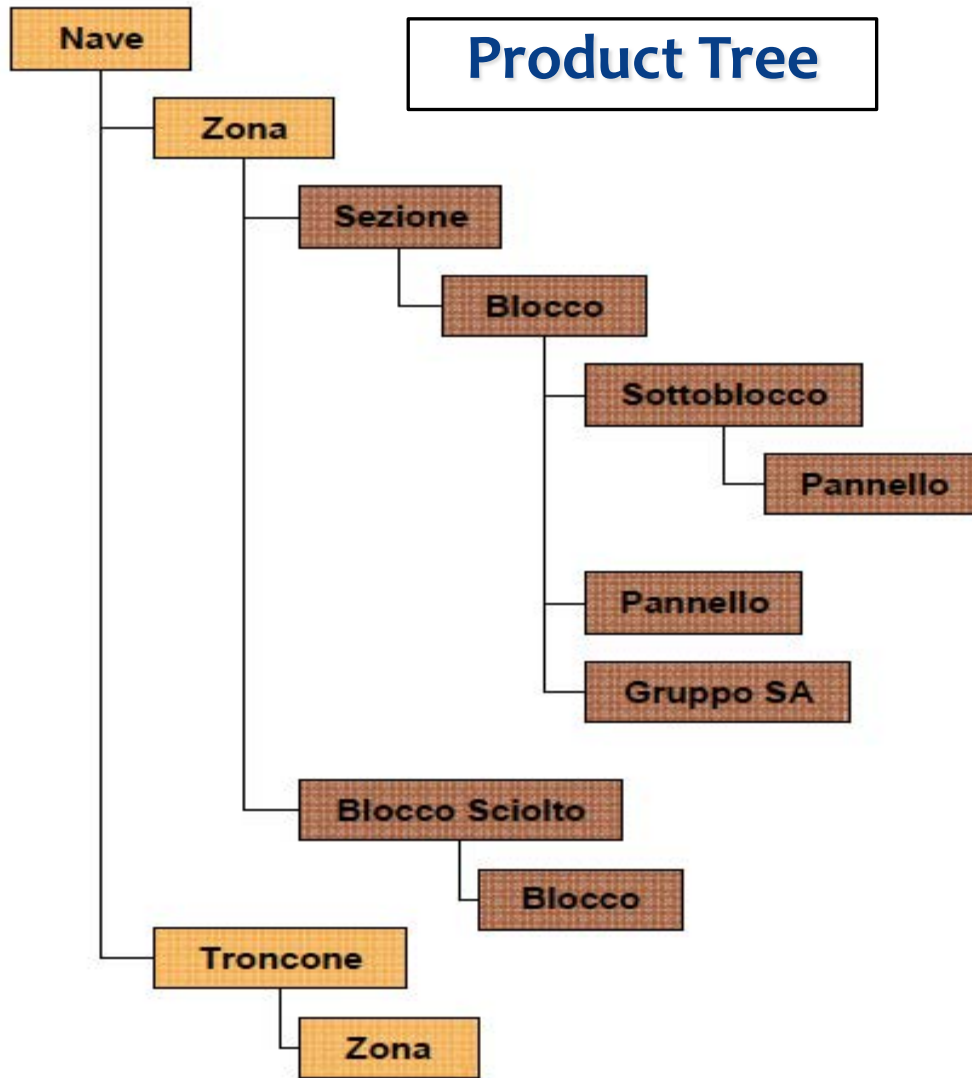 Nave
Product Tree
Zona
Sezione
Blocco
Sottoblocco
Pannello
Pannello
Gruppo SA
Blocco Sciolto
Blocco
Troncone
Zona